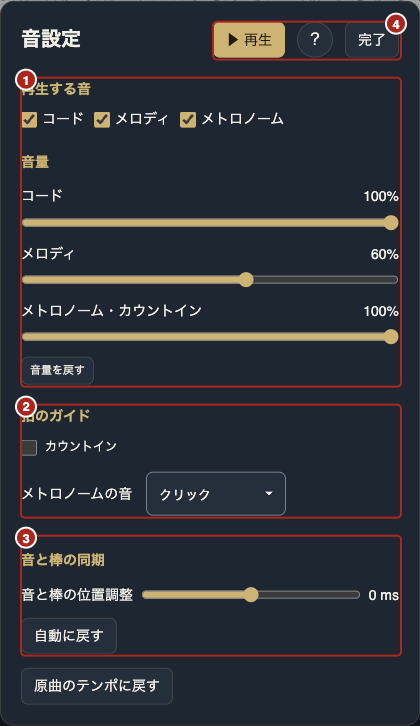 音設定
再生
?
完了
4
1
再生する音
コード
メロディ
メトロノーム
音量
コード
100%
メロディ
60%
メトロノーム・カウントイン
100%
音量を戻す
2
拍のガイド
カウントイン
メトロノームの音
クリック
3
音と棒の同期
音と棒の位置調整
0 ms
自動に戻す
原曲のテンポに戻す